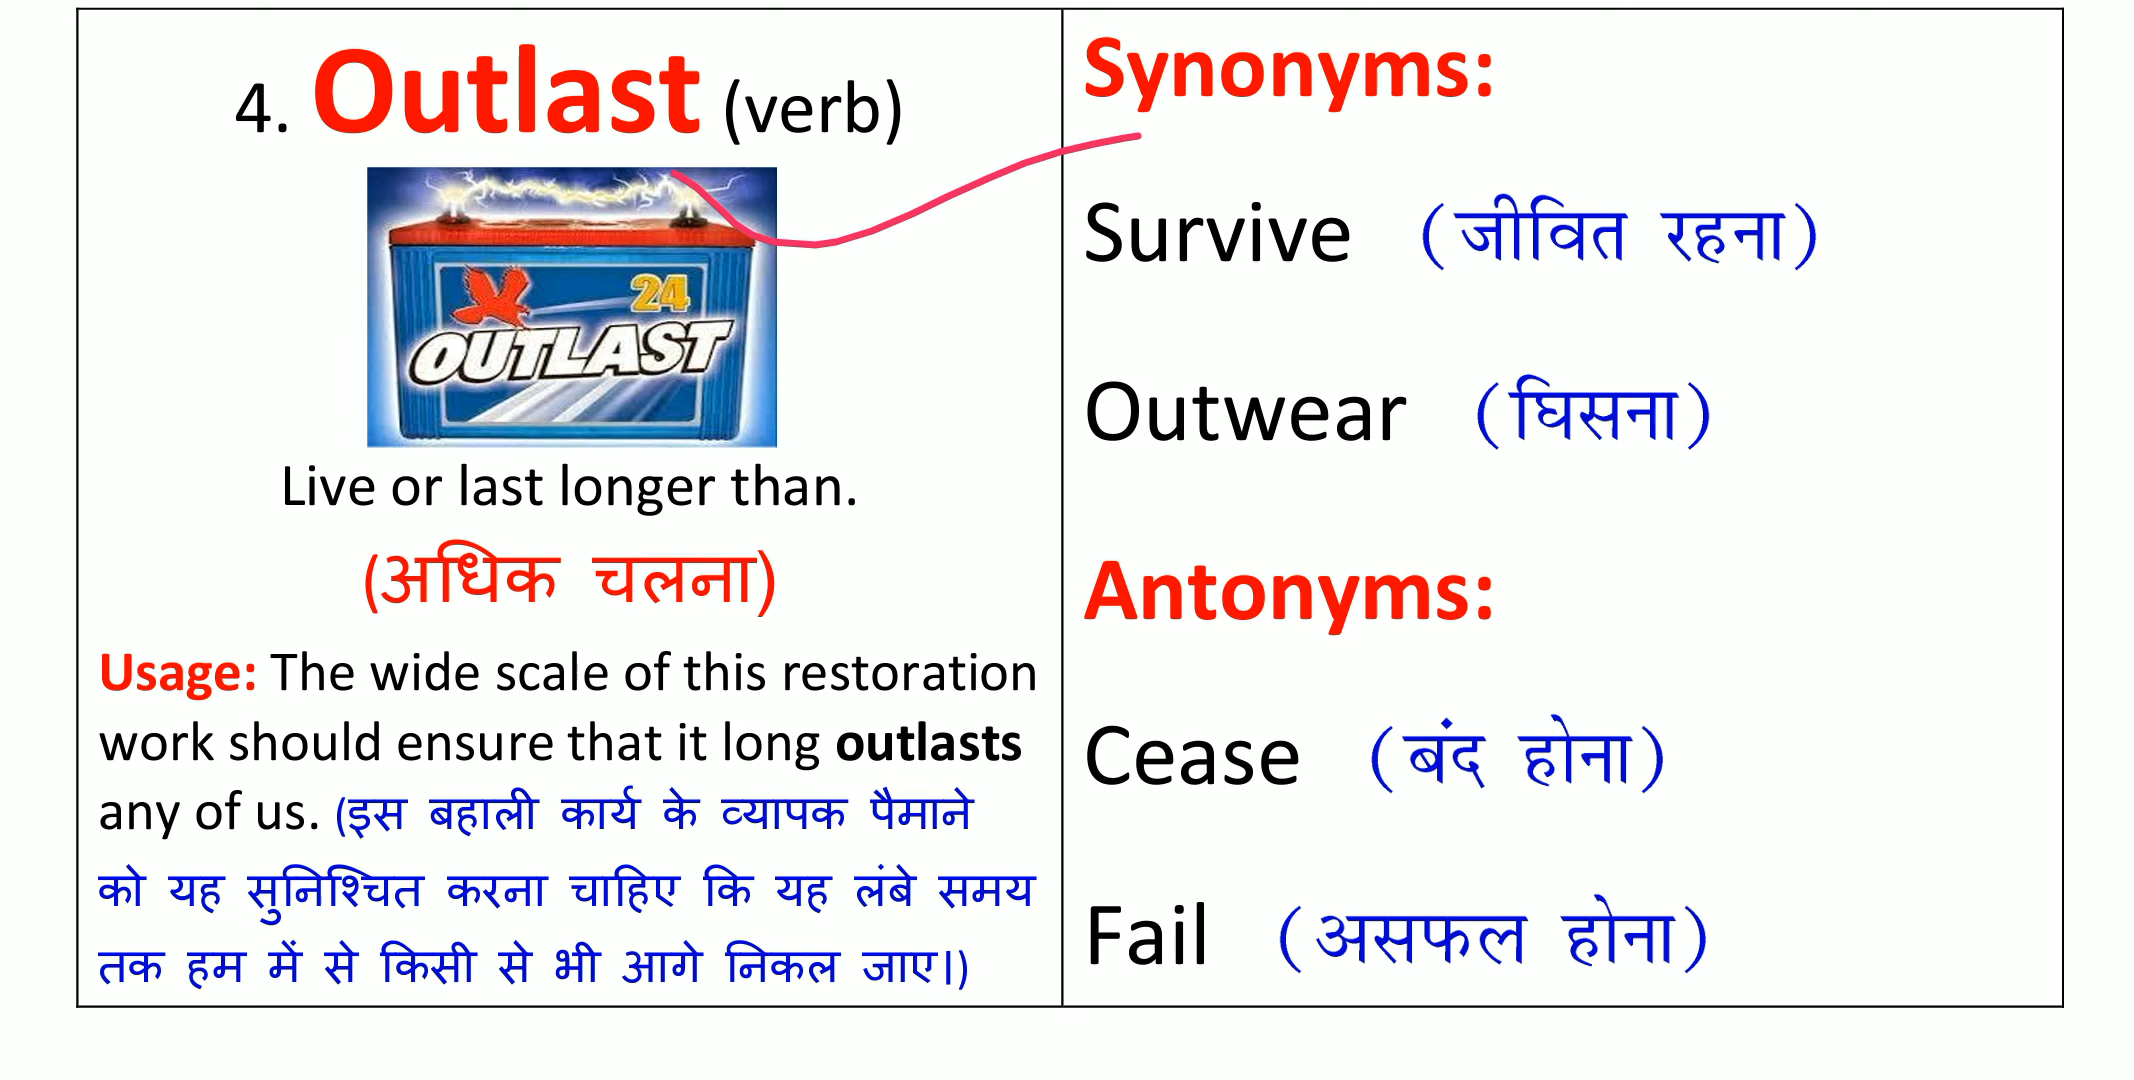 4. Outlast (verb)
24
OUTLAST
Live or last longer than.
(अधिक चलना)
Usage: The wide scale of this restoration
work should ensure that it long outlasts
any of us. (इस बहाली कार्य के व्यापक पैमाने
को यह सुनिश्चित करना चाहिए कि यह लंबे समय
तक हम में से किसी से भी आगे निकल जाए।)
Synonyms:
Survive (जीवित रहना)
Outwear (घिसना)
Antonyms:
Cease (बंद होना)
Fail (असफल होना)